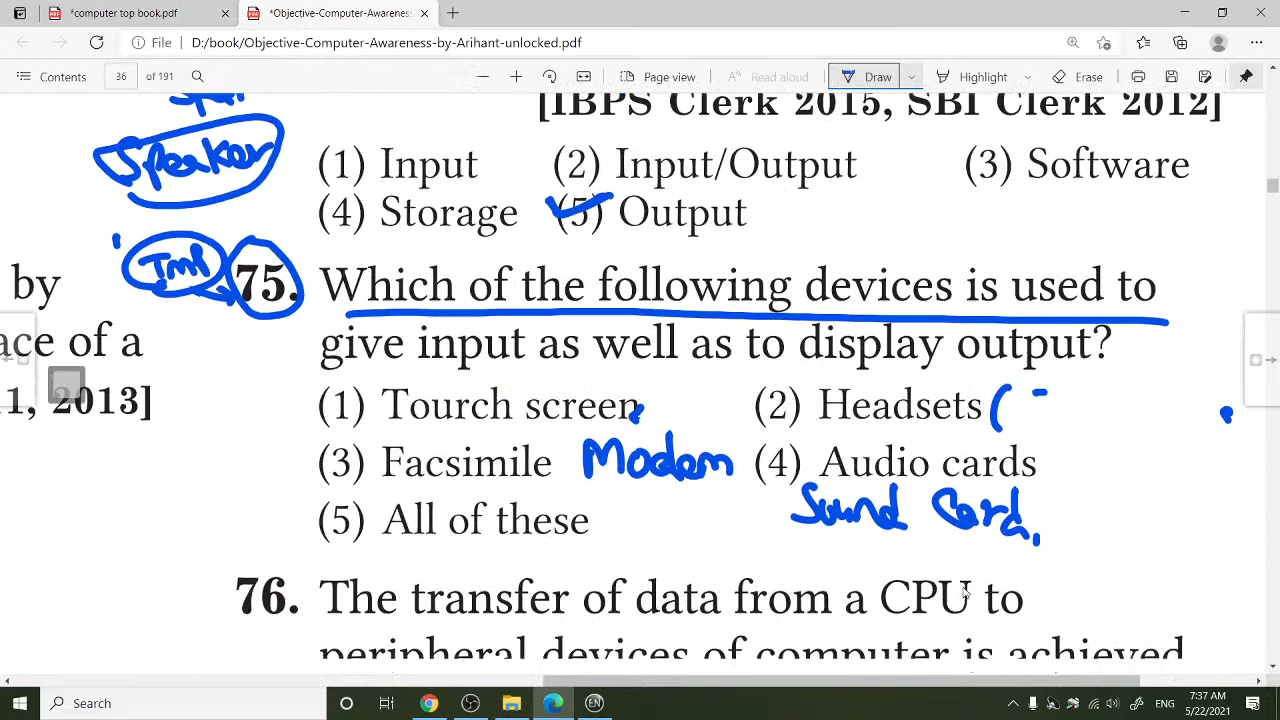 *computer top book.pdf
*Objective-Computer-Awareness
File
D:/book/Objective-Computer-Awareness-by-Arihant-unlocked.pdf
Contents
36
of 191
Page view
Read aloud
Draw
Highlight
Erase
[IBPS Clerk 2015, SBI Clerk 2012]
Speaker
(1) Input (2) Input/Output (3) Software
(4) Storage (5) Output
by
Imp
75. Which of the following devices is used to
ace of a
give input as well as to display output?
11, 2013]
(1) Tourch screen (2) Headsets (
(3) Facsimile Modem (4) Audio cards
Sound Card
(5) All of these
76. The transfer of data from a CPU to
peripheral devices of computer is achieved
Search
EN
ENG
7:37 AM
5/22/2021